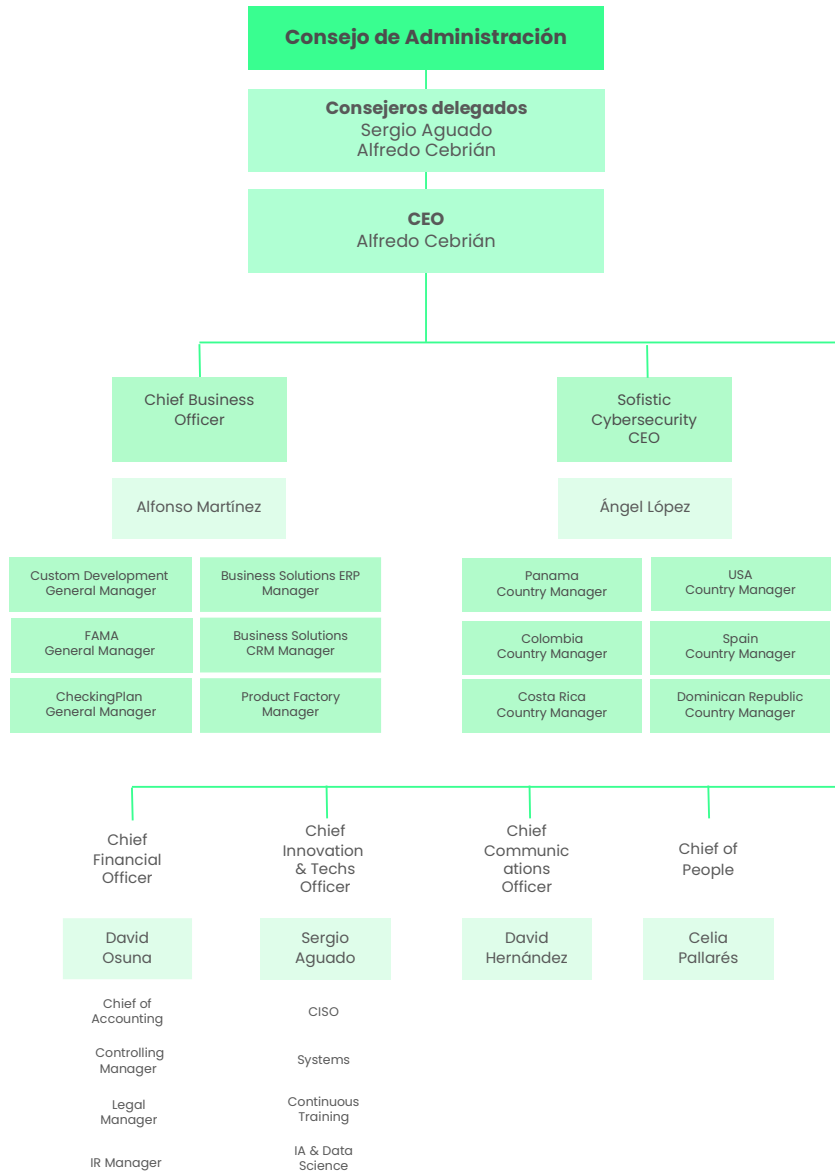 Consejo de Administración
Consejeros delegados
Sergio Aguado
Alfredo Cebrián
CEO
Alfredo Cebrián
Chief Business
Officer
Alfonso Martínez
Custom Development
General Manager
Business Solutions ERP
Manager
FAMA
General Manager
Business Solutions
CRM Manager
CheckingPlan
General Manager
Product Factory
Manager
Sofistic
Cybersecurity
CEO
Ángel López
Panama
Country Manager
USA
Country Manager
Colombia
Country Manager
Spain
Country Manager
Costa Rica
Country Manager
Dominican Republic
Country Manager
Chief
Financial
Officer
David
Osuna
Chief of
Accounting
Controlling
Manager
Legal
Manager
IR Manager
Chief
Innovation
& Techs
Officer
Sergio
Aguado
CISO
Systems
Continuous
Training
IA & Data
Science
Chief
Communic
ations
Officer
David
Hernández
Chief of
People
Celia
Pallarés